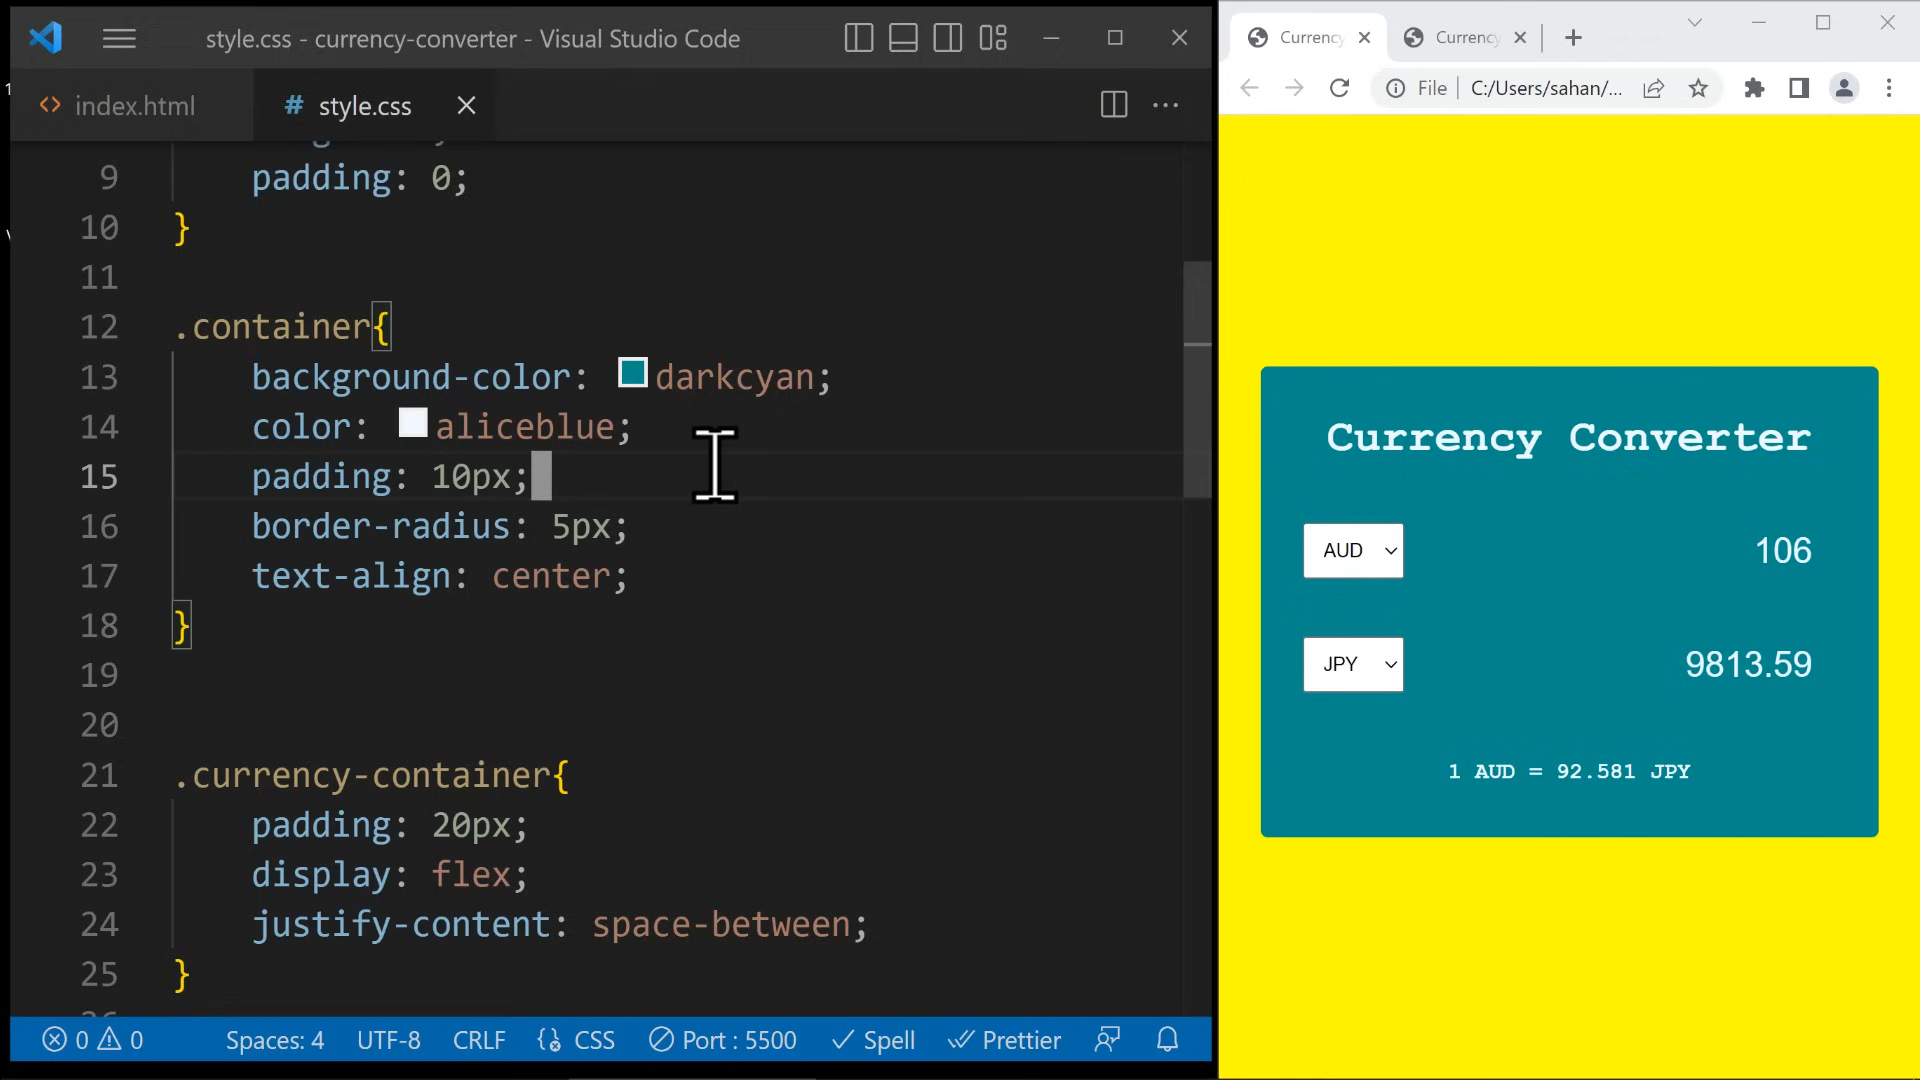 style.css - currency-converter - Visual Studio Code
index.html
# style.css
9 padding: 0;
10 }
11
12 .container{
13 background-color: darkcyan;
14 color: aliceblue;
15 padding: 10px;
16 border-radius: 5px;
17 text-align: center;
18 }
19
20
21 .currency-container{
22 padding: 20px;
23 display: flex;
24 justify-content: space-between;
25 }
0 0 Spaces: 4 UTF-8 CRLF CSS Port : 5500 Spell Prettier
Currency
Currency
File C:/Users/sahan/...
Currency Converter
AUD 106
JPY 9813.59
1 AUD = 92.581 JPY